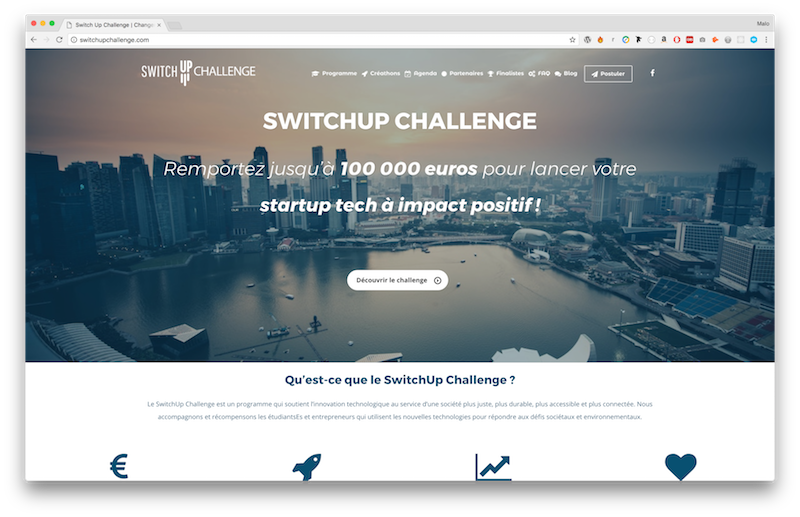 Switch Up Challenge | Change
Malo
switchupchallenge.com
SWITCH UP CHALLENGE
Programme Créathons Agenda Partenaires Finalistes FAQ Blog Postuler
SWITCHUP CHALLENGE
Remportez jusqu'à 100 000 euros pour lancer votre
startup tech à impact positif !
Découvrir le challenge
Qu'est-ce que le SwitchUp Challenge ?
Le SwitchUp Challenge est un programme qui soutient l'innovation technologique au service d'une société plus juste, plus durable, plus accessible et plus connectée. Nous
accompagnons et récompensons les étudiantsEs et entrepreneurs qui utilisent les nouvelles technologies pour répondre aux défis sociétaux et environnementaux.